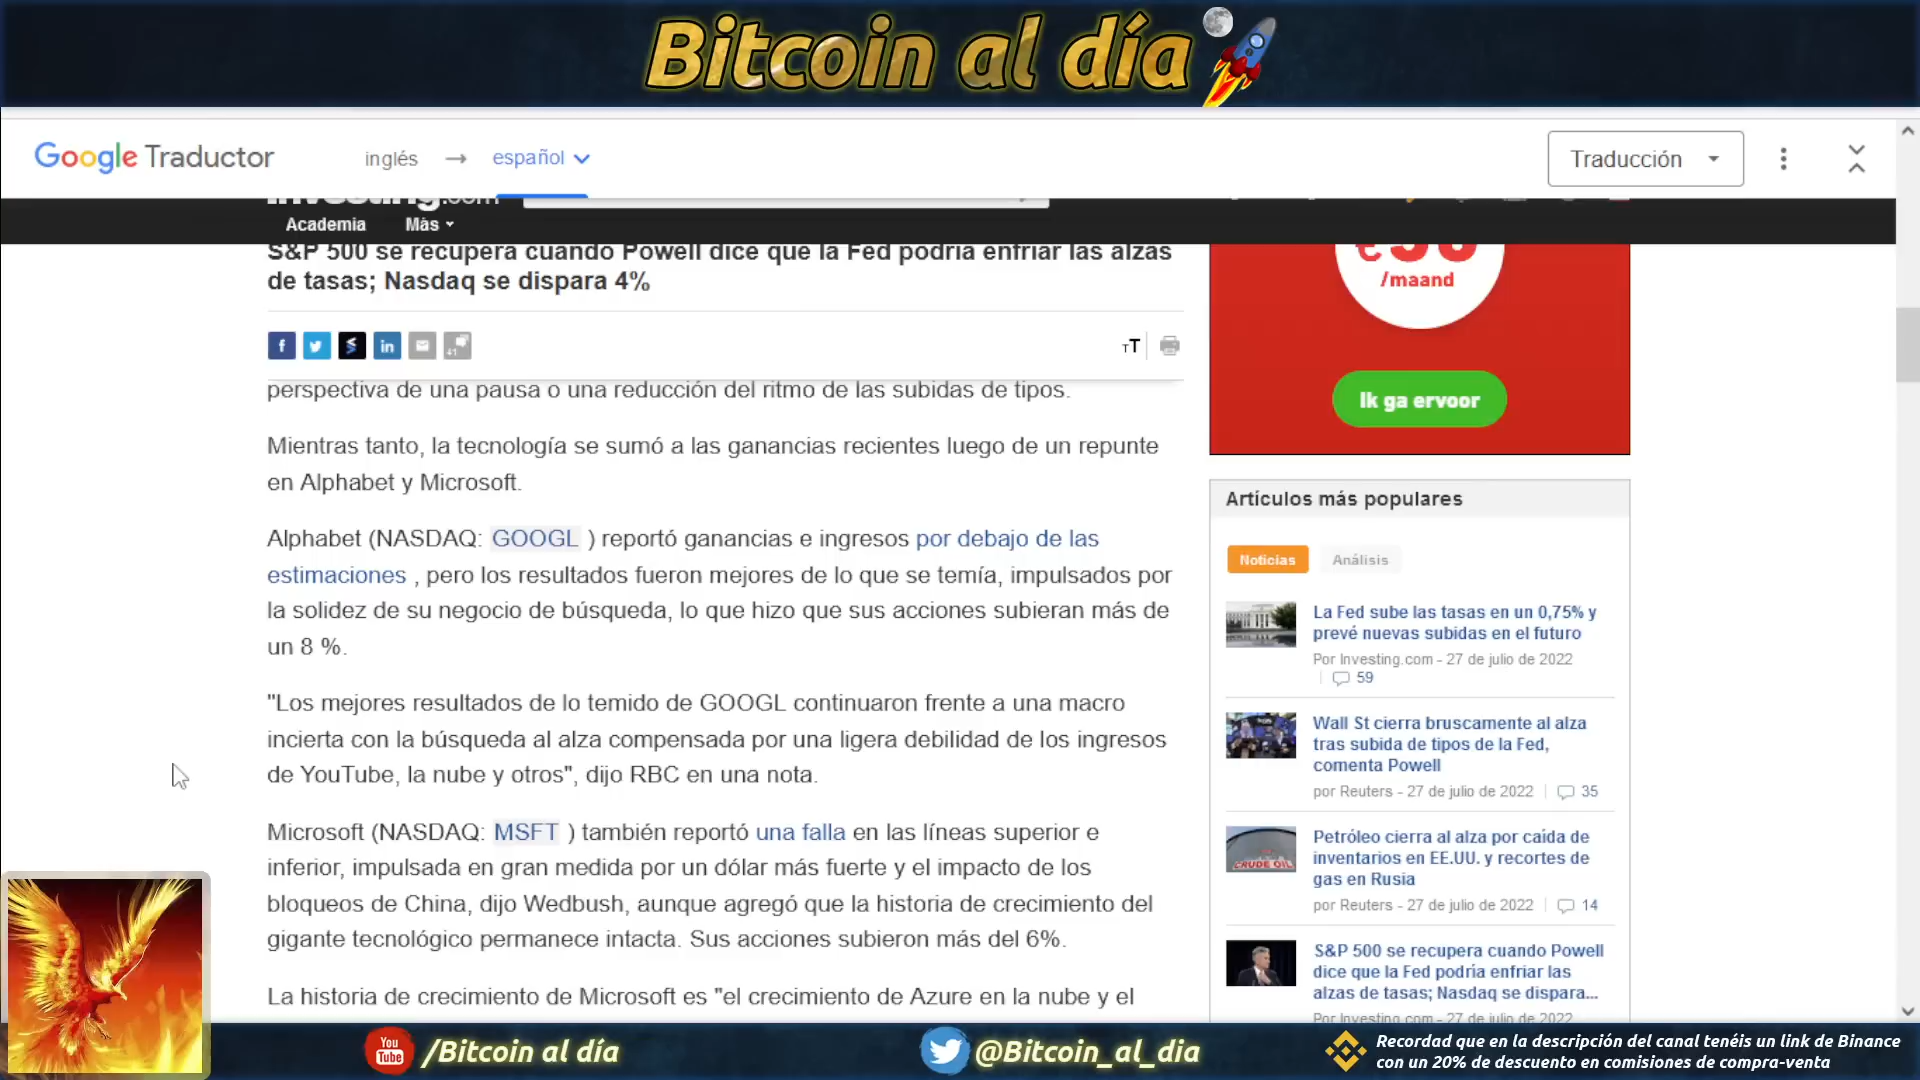 Bitcoin al día
Google Traductor
inglés → español
Traducción
Investing.com
Academia Más
S&P 500 se recupera cuando Powell dice que la Fed podría enfriar las alzas
de tasas; Nasdaq se dispara 4%
41
TT
perspectiva de una pausa o una reducción del ritmo de las subidas de tipos.
Mientras tanto, la tecnología se sumó a las ganancias recientes luego de un repunte
en Alphabet y Microsoft.
Alphabet (NASDAQ: GOOGL ) reportó ganancias e ingresos por debajo de las
estimaciones , pero los resultados fueron mejores de lo que se temía, impulsados por
la solidez de su negocio de búsqueda, lo que hizo que sus acciones subieran más de
un 8 %.
"Los mejores resultados de lo temido de GOOGL continuaron frente a una macro
incierta con la búsqueda al alza compensada por una ligera debilidad de los ingresos
de YouTube, la nube y otros", dijo RBC en una nota.
Microsoft (NASDAQ: MSFT ) también reportó una falla en las líneas superior e
inferior, impulsada en gran medida por un dólar más fuerte y el impacto de los
bloqueos de China, dijo Wedbush, aunque agregó que la historia de crecimiento del
gigante tecnológico permanece intacta. Sus acciones subieron más del 6%.
La historia de crecimiento de Microsoft es "el crecimiento de Azure en la nube y el
/maand
Ik ga ervoor
Artículos más populares
Noticias Análisis
La Fed sube las tasas en un 0,75% y
prevé nuevas subidas en el futuro
Por Investing.com - 27 de julio de 2022
59
Wall St cierra bruscamente al alza
tras subida de tipos de la Fed,
comenta Powell
por Reuters - 27 de julio de 2022 35
CRUDE OIL
Petróleo cierra al alza por caída de
inventarios en EE.UU. y recortes de
gas en Rusia
por Reuters - 27 de julio de 2022 14
S&P 500 se recupera cuando Powell
dice que la Fed podría enfriar las
alzas de tasas; Nasdaq se dispara...
Por Investing.com - 27 de julio de 2022
You Tube /Bitcoin al día
@Bitcoin_al_dia
Recordad que en la descripción del canal tenéis un link de Binance
con un 20% de descuento en comisiones de compra-venta